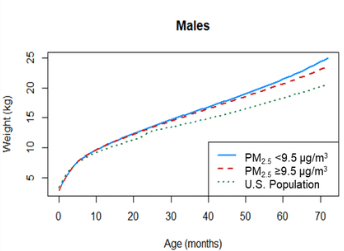 Males
Weight (kg)
25
20
15
10
5
PM2.5 <9.5 µg/m³
PM2.5 ≥9.5 µg/m³
U.S. Population
0 10 20 30 40 50 60 70
Age (months)